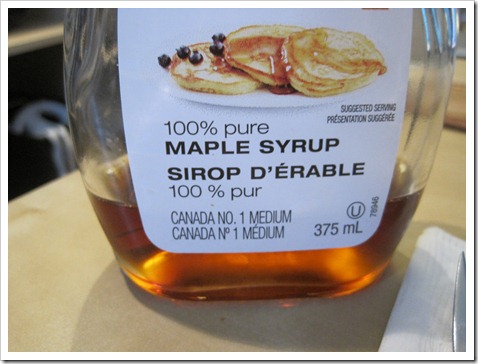 SUGGESTED SERVING
PRÉSENTATION SUGGÉRÉE
100% pure
MAPLE SYRUP
SIROP D'ÉRABLE
100 % pur
CANADA NO. 1 MEDIUM
CANADA Nº 1 MÉDIUM
375 mL
U
78946